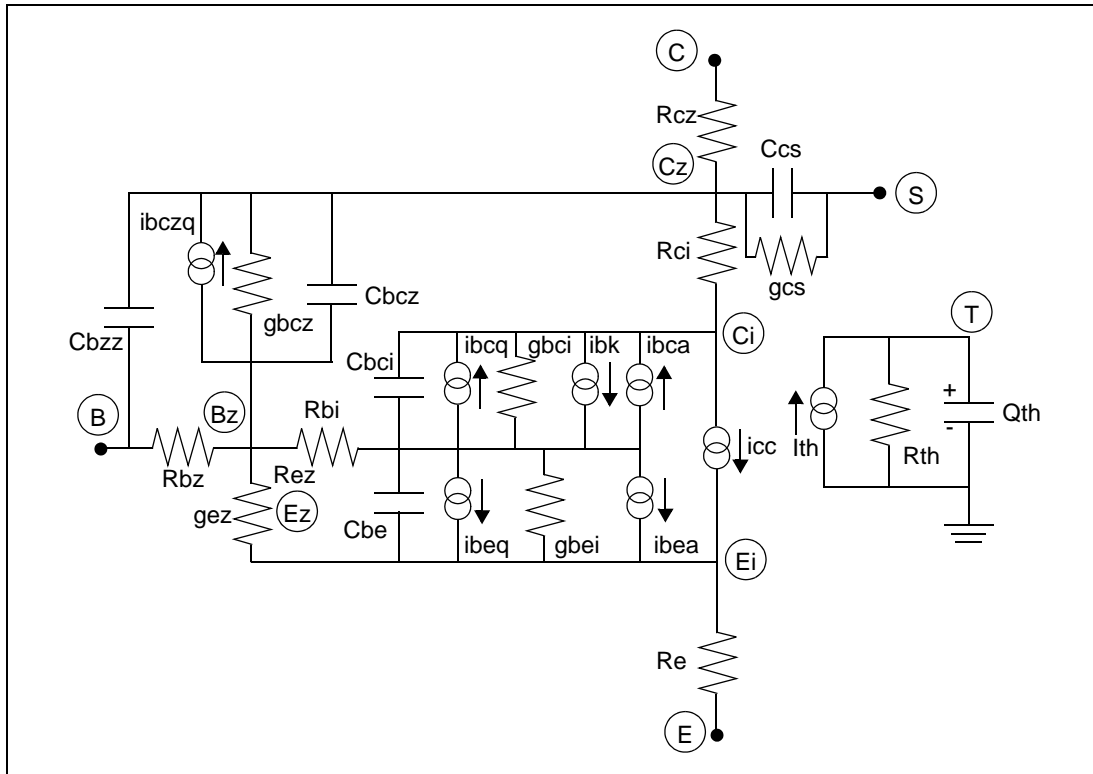 C
Rcz
Ccs
Cz
S
ibczq
Rci
gcs
Cbcz
gbcz
Cbzz
T
Ci
ibcq
gbci
ibk
ibca
Cbci
+
Qth
-
B
Bz
Rbi
icc
Ith
Rth
Rbz
Rez
gez
Ez
Cbe
ibeq
gbei
ibea
Ei
Re
E